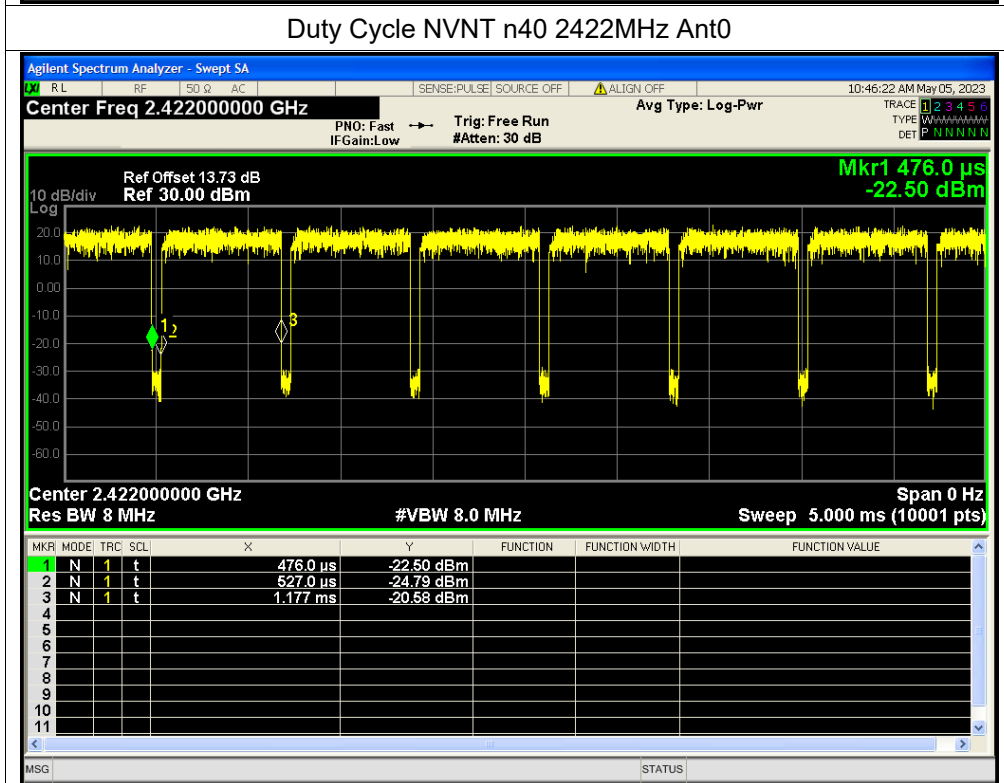 Duty Cycle NVNT n40 2422MHz Ant0
Agilent Spectrum Analyzer - Swept SA
LXI RL RF 50 Ω AC SENSE:PULSE SOURCE OFF ALIGN OFF 10:46:22 AM May 05, 2023
Center Freq 2.422000000 GHz Avg Type: Log-Pwr TRACE 1 2 3 4 5 6
PNO: Fast Trig: Free Run TYPE
IFGain:Low #Atten: 30 dB DET P N N N N N
Mkr1 476.0 µs
Ref Offset 13.73 dB
10 dB/div Ref 30.00 dBm -22.50 dBm
Log
20.0
10.0
0.00
-10.0
1 2 3
-20.0
-30.0
-40.0
-50.0
-60.0
Center 2.422000000 GHz Span 0 Hz
Res BW 8 MHz #VBW 8.0 MHz Sweep 5.000 ms (10001 pts)
MKR MODE TRC SCL X Y FUNCTION FUNCTION WIDTH FUNCTION VALUE
1 N 1 t 476.0 µs -22.50 dBm
2 N 1 t 527.0 µs -24.79 dBm
3 N 1 t 1.177 ms -20.58 dBm
4
5
6
7
8
9
10
11
MSG STATUS